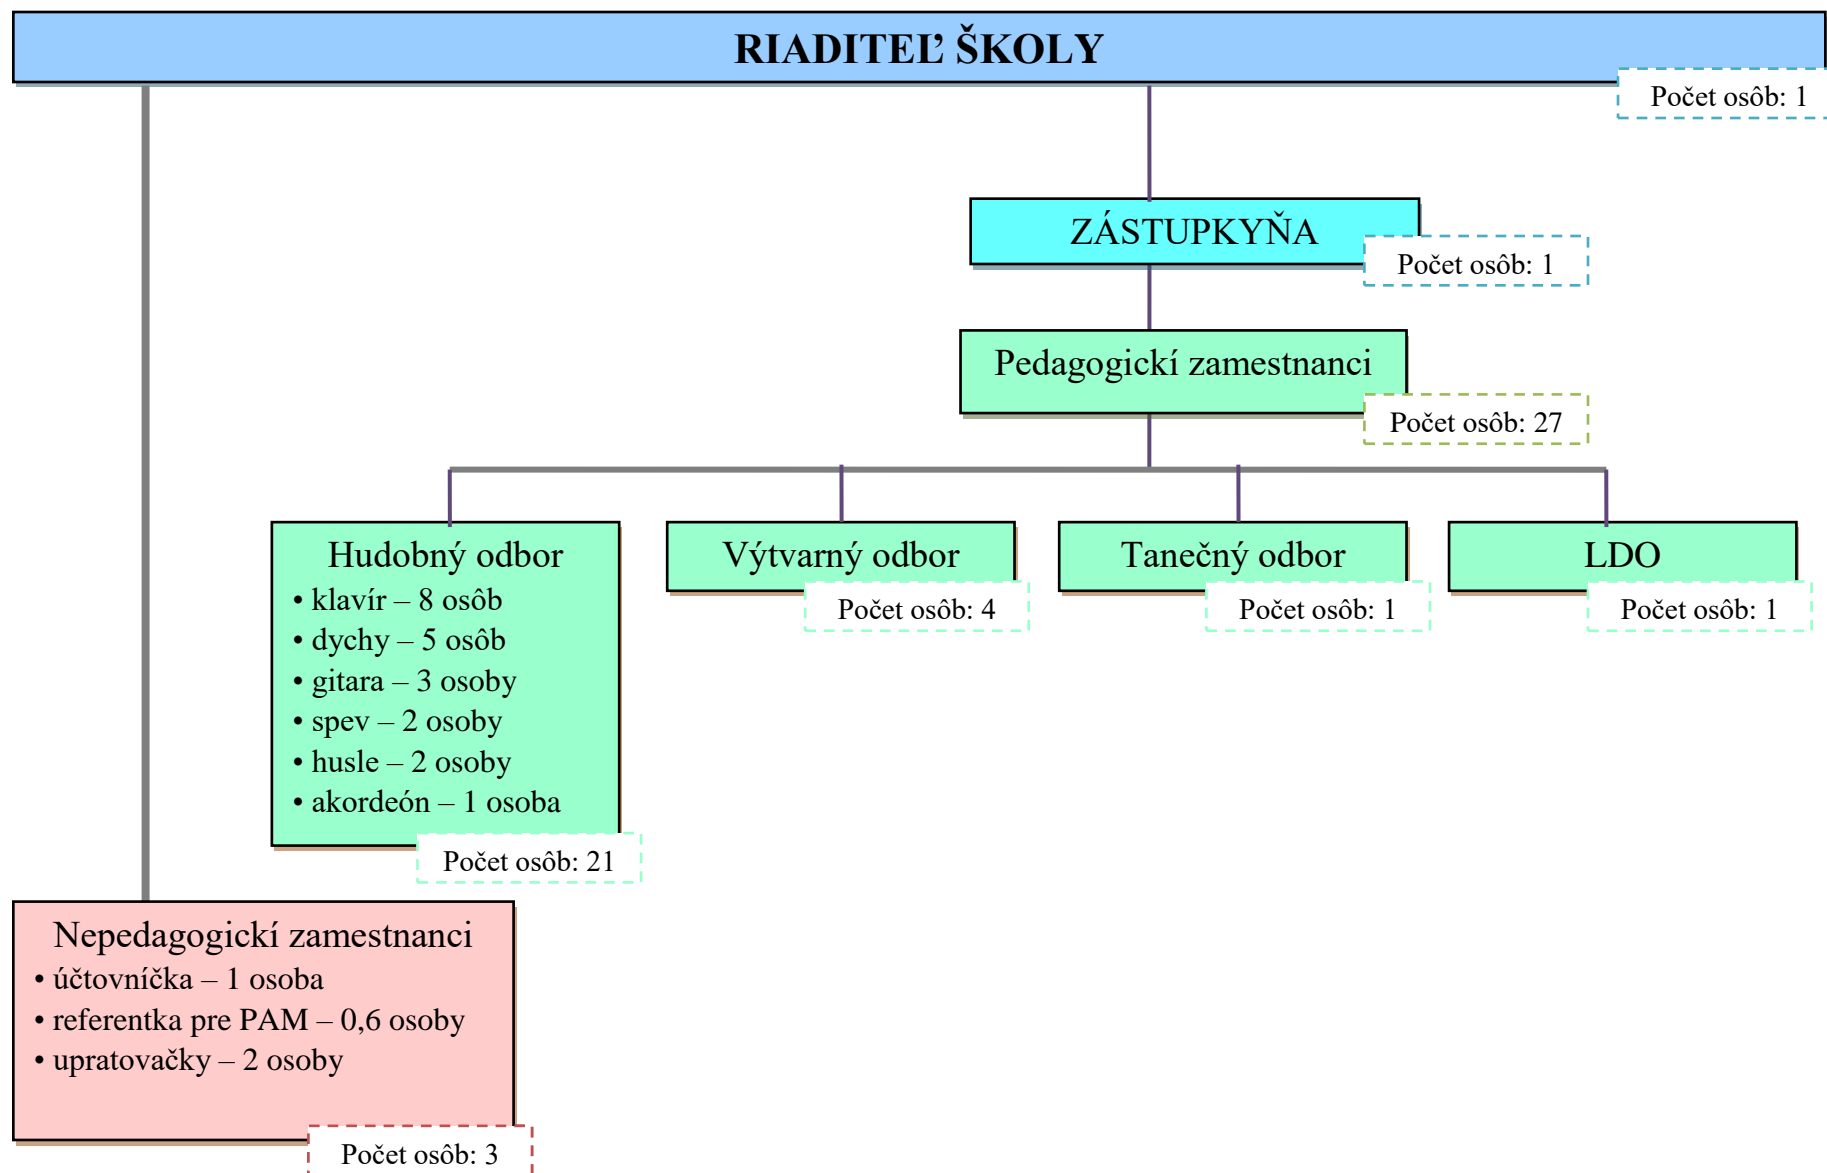 RIADITEĽ ŠKOLY
Počet osôb: 1
ZÁSTUPKYŇA
Počet osôb: 1
Pedagogickí zamestnanci
Počet osôb: 27
Hudobný odbor
• klavír – 8 osôb
• dychy – 5 osôb
• gitara – 3 osoby
• spev – 2 osoby
• husle – 2 osoby
• akordeón – 1 osoba
Počet osôb: 21
Výtvarný odbor
Počet osôb: 4
Tanečný odbor
Počet osôb: 1
LDO
Počet osôb: 1
Nepedagogickí zamestnanci
• účtovníčka – 1 osoba
• referentka pre PAM – 0,6 osoby
• upratovačky – 2 osoby
Počet osôb: 3